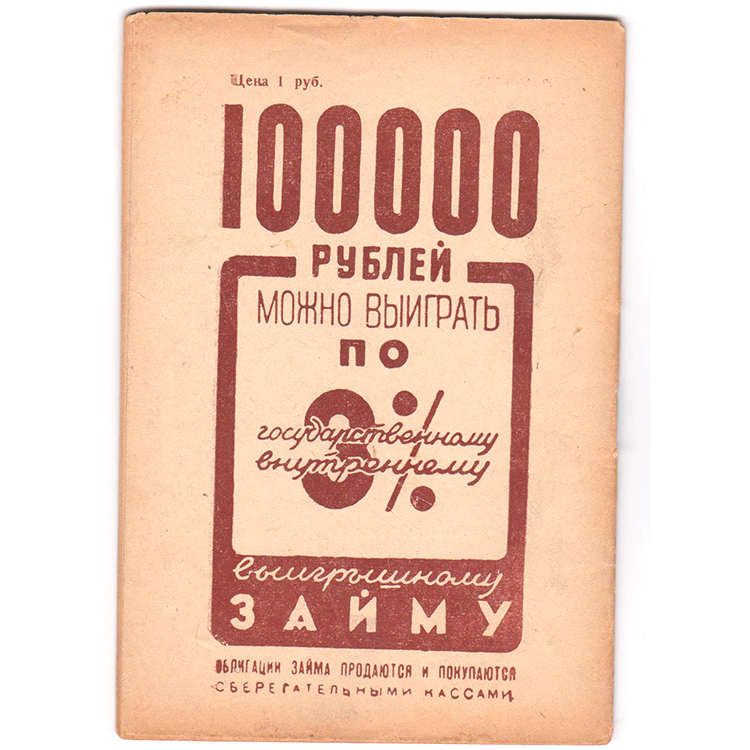 Цена 1 руб.
100000
РУБЛЕЙ
МОЖНО ВЫИГРАТЬ
ПО
3%
государственному
внутреннему
выигрышному
ЗАЙМУ
ОБЛИГАЦИИ ЗАЙМА ПРОДАЮТСЯ И ПОКУПАЮТСЯ
СБЕРЕГАТЕЛЬНЫМИ КАССАМИ